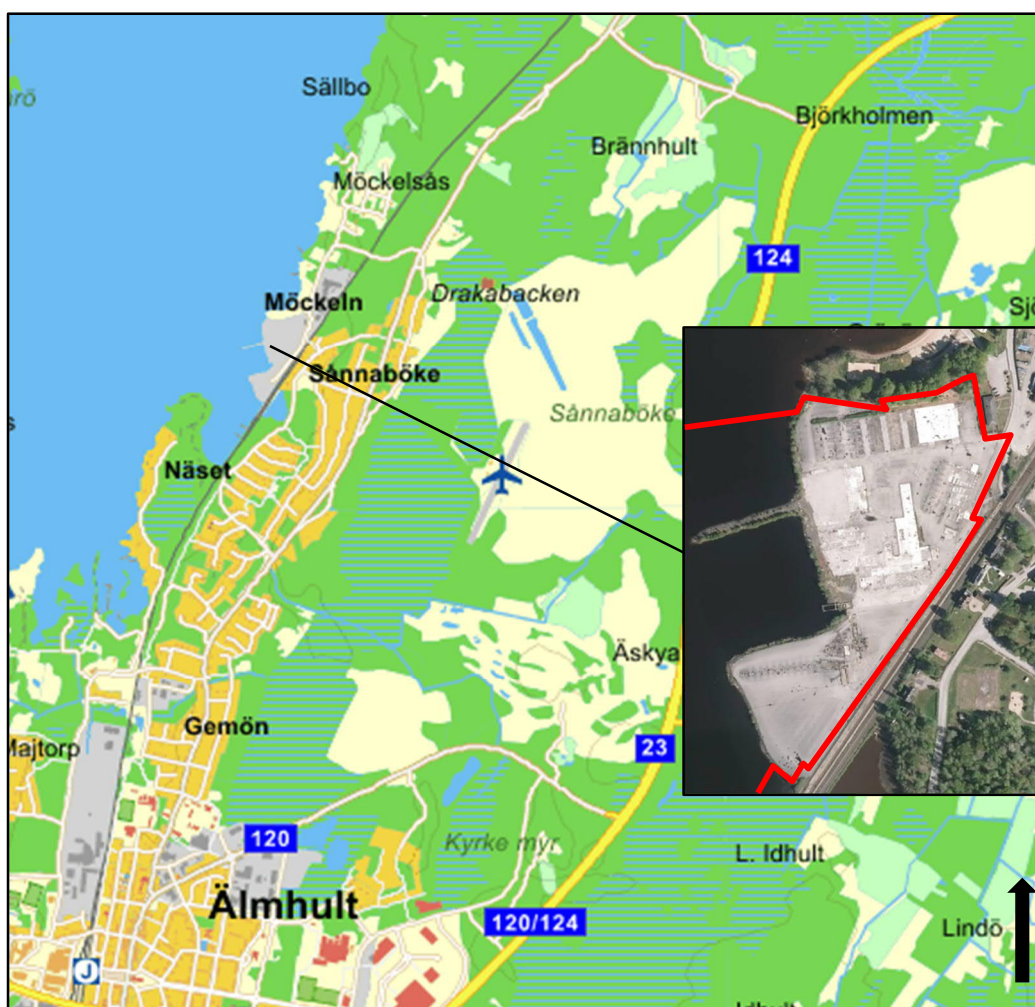 Sällbo
Björkholmen
Brännhult
Möckelsås
124
Drakabacken
Möckeln
Sjö
Sånnaböke
Sånnaböke
Näset
Äskya
Gemön
Majtorp
23
120
Kyrke myr
L. Idhult
Älmhult
120/124
Lindö
J